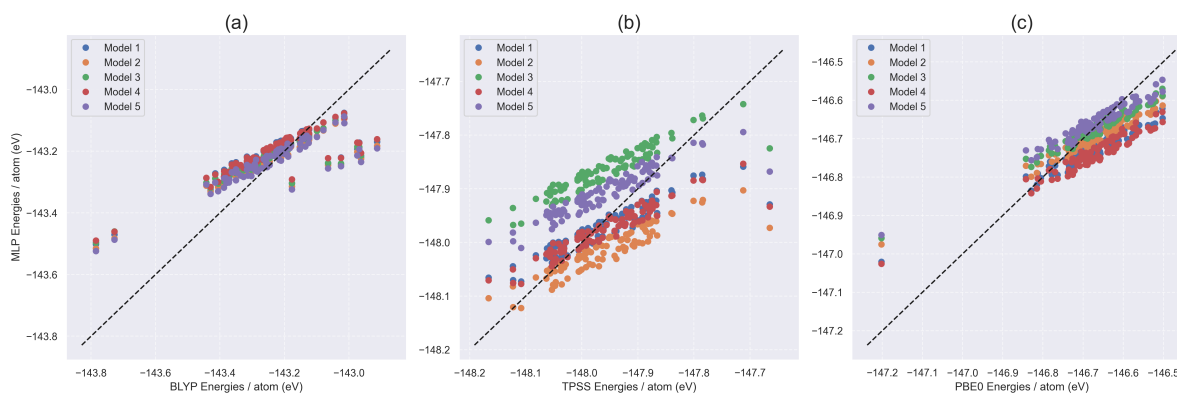 (a)
Model 1
Model 2
Model 3
Model 4
Model 5
MLP Energies / atom (eV)
−143.0
−143.2
−143.3
−143.5
−143.6
−143.8
−143.8
−143.6
−143.4
−143.2
−143.0
BLYP Energies / atom (eV)
(b)
Model 1
Model 2
Model 3
Model 4
Model 5
−147.7
−147.8
−147.9
−148.0
−148.1
−148.2
−148.2
−148.1
−148.0
−147.9
−147.8
−147.7
TPSS Energies / atom (eV)
(c)
Model 1
Model 2
Model 3
Model 4
Model 5
−146.5
−146.6
−146.7
−146.8
−146.9
−147.0
−147.1
−147.2
−147.2
−147.1
−147.0
−146.9
−146.8
−146.7
−146.6
−146.5
PBE0 Energies / atom (eV)